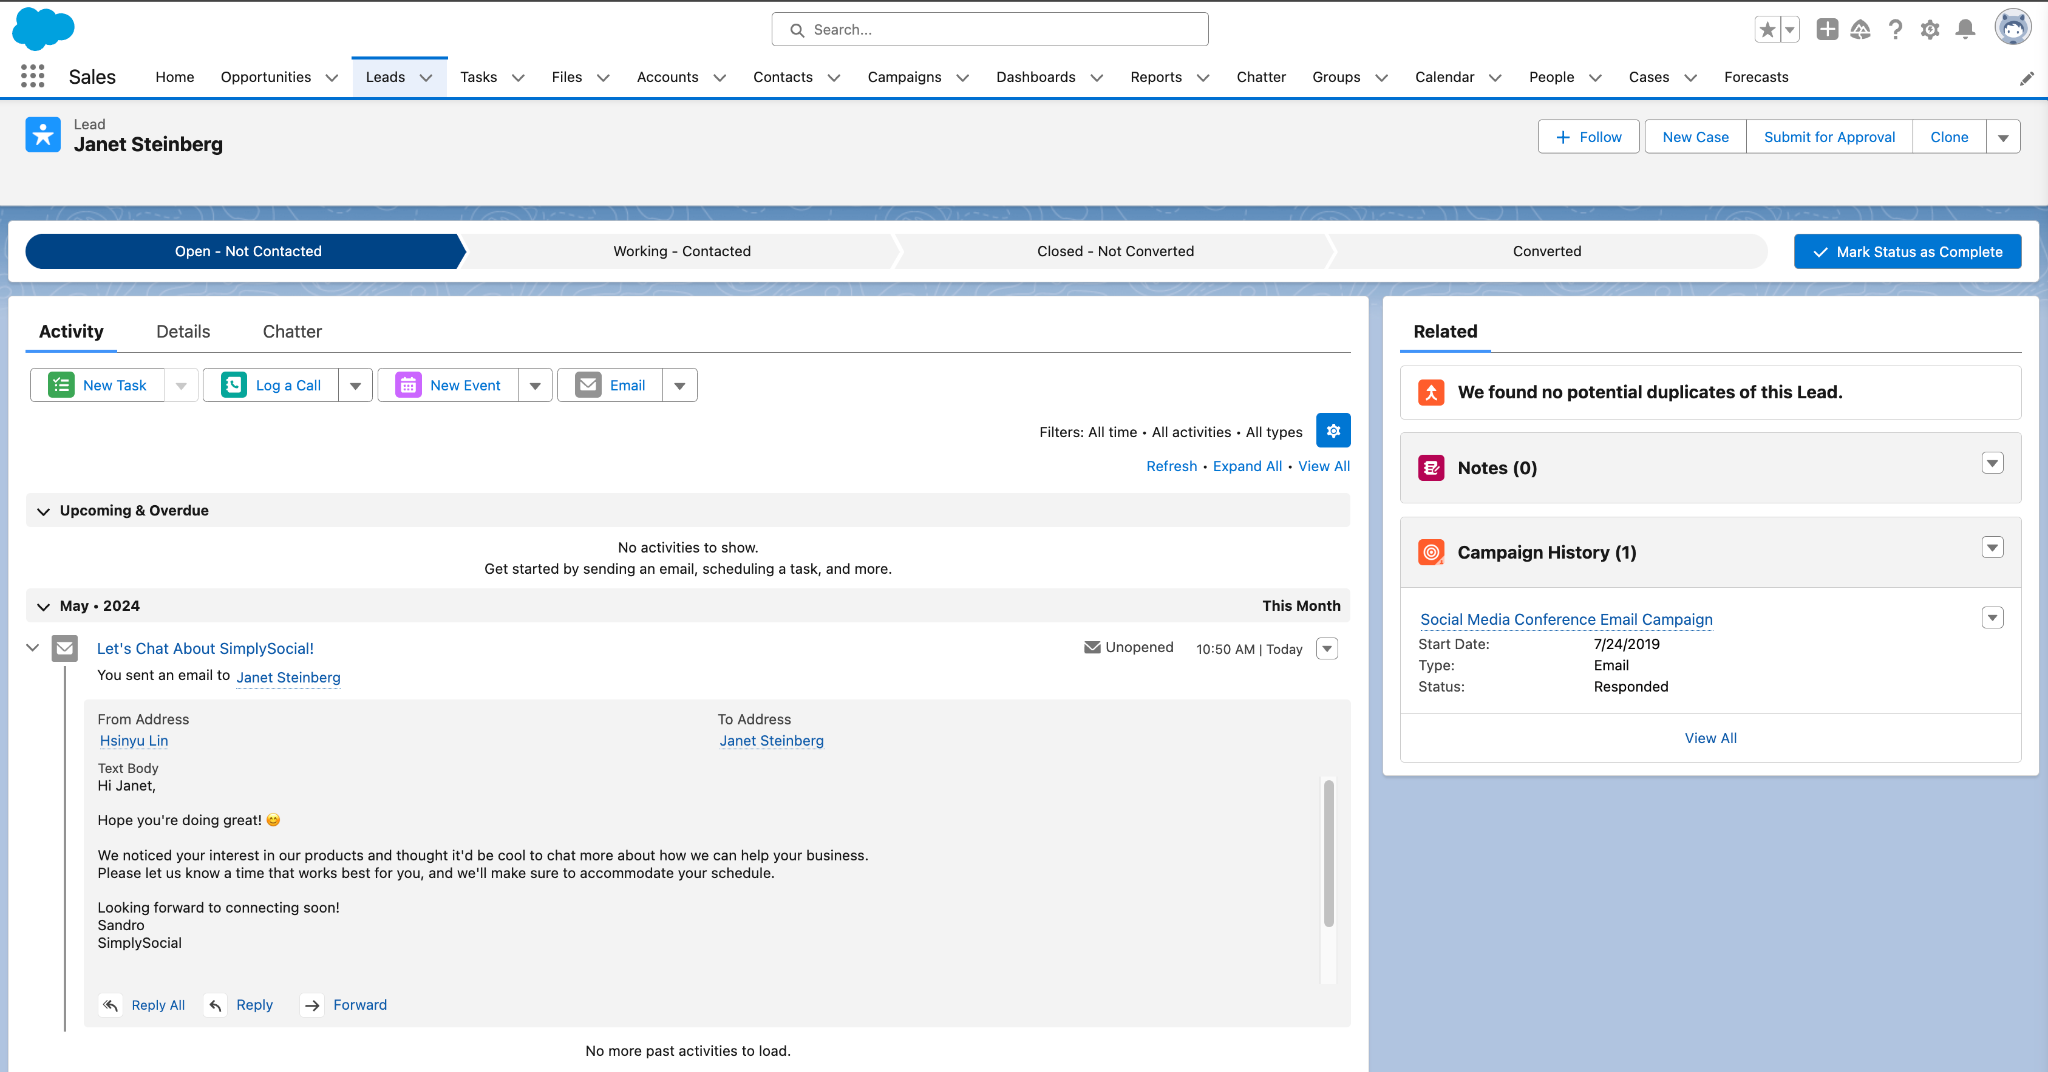 Search...
Sales
Home
Opportunities
Leads
Tasks
Files
Accounts
Contacts
Campaigns
Dashboards
Reports
Chatter
Groups
Calendar
People
Cases
Forecasts
Lead
Janet Steinberg
Follow
New Case
Submit for Approval
Clone
Open - Not Contacted
Working - Contacted
Closed - Not Converted
Converted
Mark Status as Complete
Activity
Details
Chatter
New Task
Log a Call
New Event
Email
Filters: All time • All activities • All types
Refresh • Expand All • View All
Upcoming & Overdue
No activities to show.
Get started by sending an email, scheduling a task, and more.
May • 2024
This Month
Let's Chat About SimplySocial!
Unopened
10:50 AM | Today
You sent an email to Janet Steinberg
From Address
Hsinyu Lin
To Address
Janet Steinberg
Text Body
Hi Janet,
Hope you're doing great! 😊
We noticed your interest in our products and thought it'd be cool to chat more about how we can help your business.
Please let us know a time that works best for you, and we'll make sure to accommodate your schedule.
Looking forward to connecting soon!
Sandro
SimplySocial
Reply All
Reply
Forward
No more past activities to load.
Related
We found no potential duplicates of this Lead.
Notes (0)
Campaign History (1)
Social Media Conference Email Campaign
Start Date: 7/24/2019
Type: Email
Status: Responded
View All